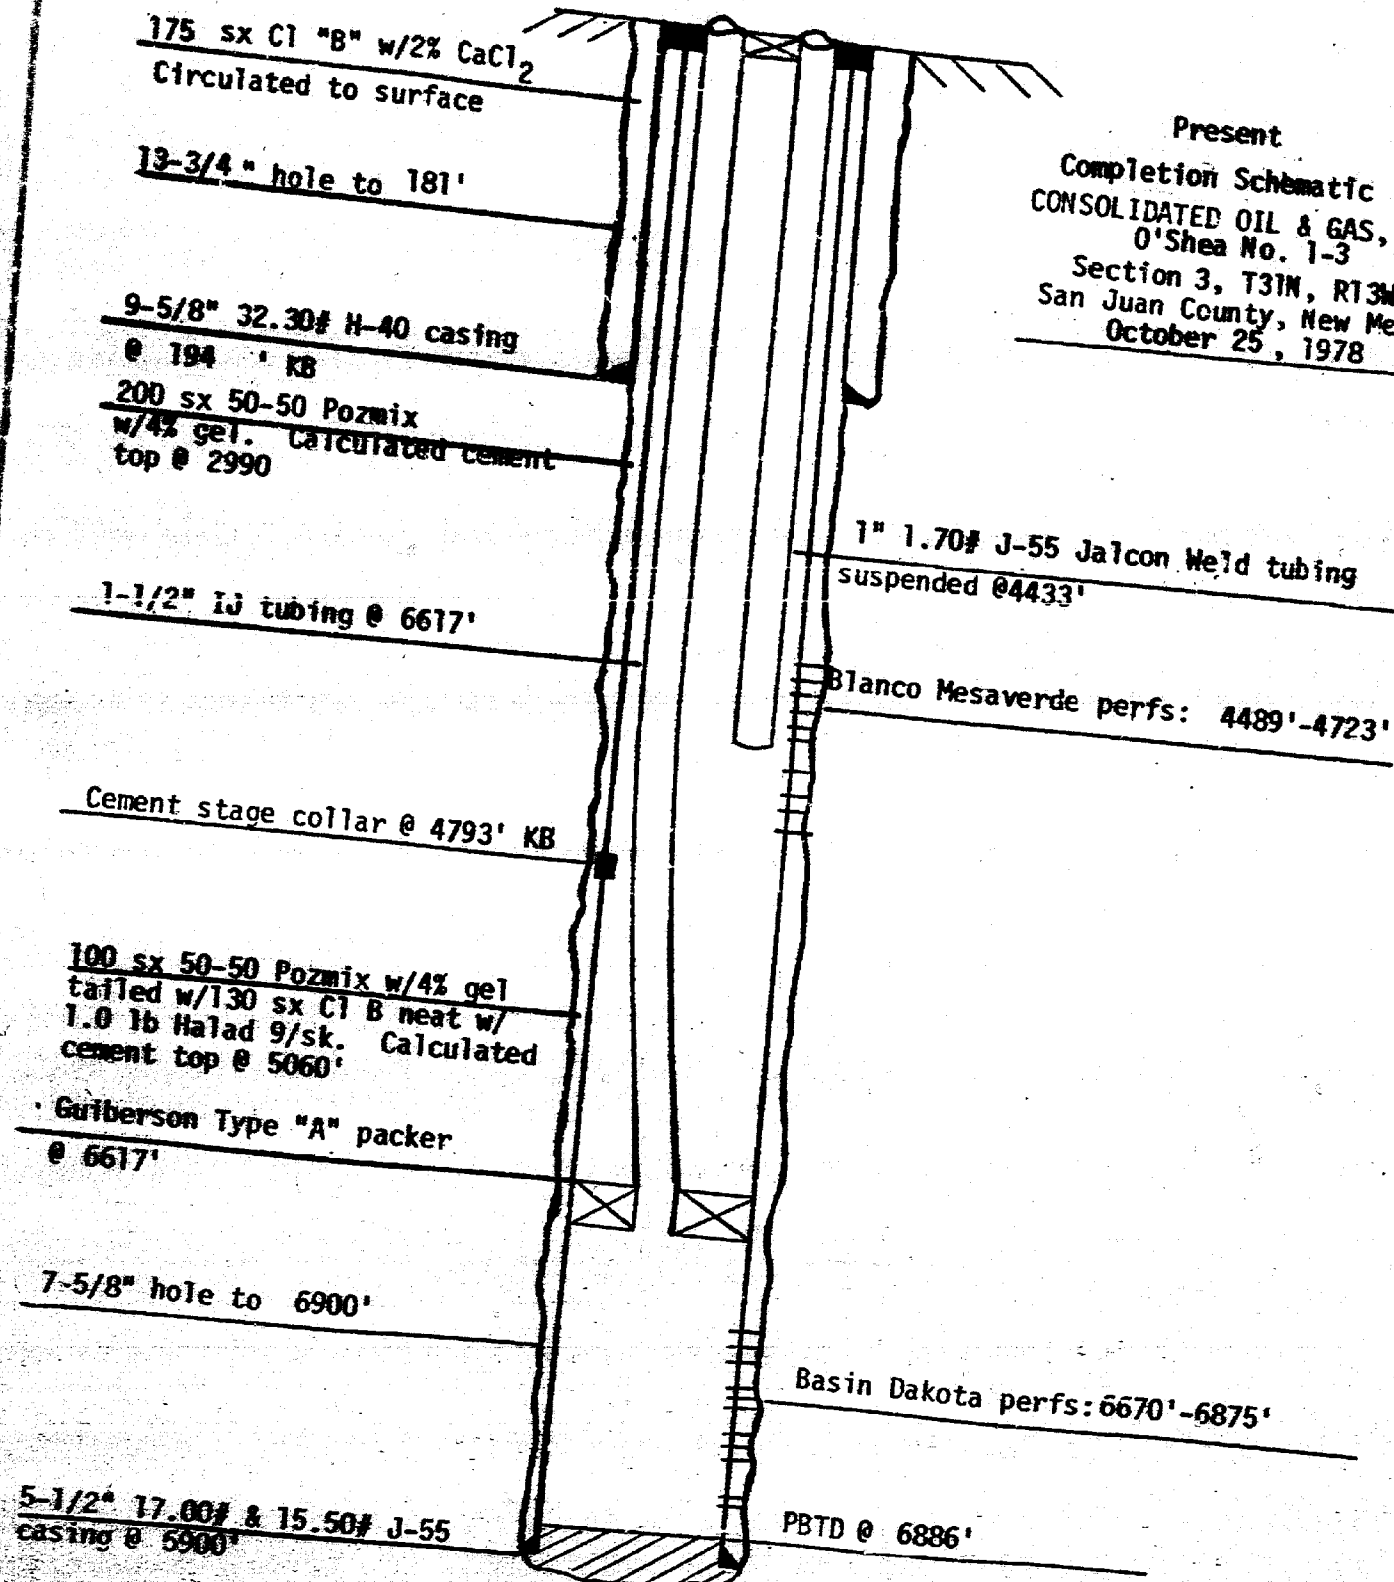 175 sx Cl "B" w/2% CaCl2
Circulated to surface
13-3/4 " hole to 181'
9-5/8" 32.30# H-40 casing
@ 194 ' KB
200 sx 50-50 Pozmix
w/4% gel. Calculated cement
top @ 2990
1-1/2" IJ tubing @ 6617'
Cement stage collar @ 4793' KB
100 sx 50-50 Pozmix w/4% gel
tailed w/130 sx Cl B neat w/
1.0 lb Halad 9/sk. Calculated
cement top @ 5060'
Guiberson Type "A" packer
@ 6617'
7-5/8" hole to 6900'
5-1/2" 17.00# & 15.50# J-55
casing @ 5900'
Present
Completion Schematic
CONSOLIDATED OIL & GAS,
O'Shea No. 1-3
Section 3, T31N, R13W
San Juan County, New Me
October 25, 1978
1" 1.70# J-55 Jalcon Weld tubing
suspended @4433'
Blanco Mesaverde perfs: 4489'-4723'
Basin Dakota perfs: 6670'-6875'
PBTD @ 6886'